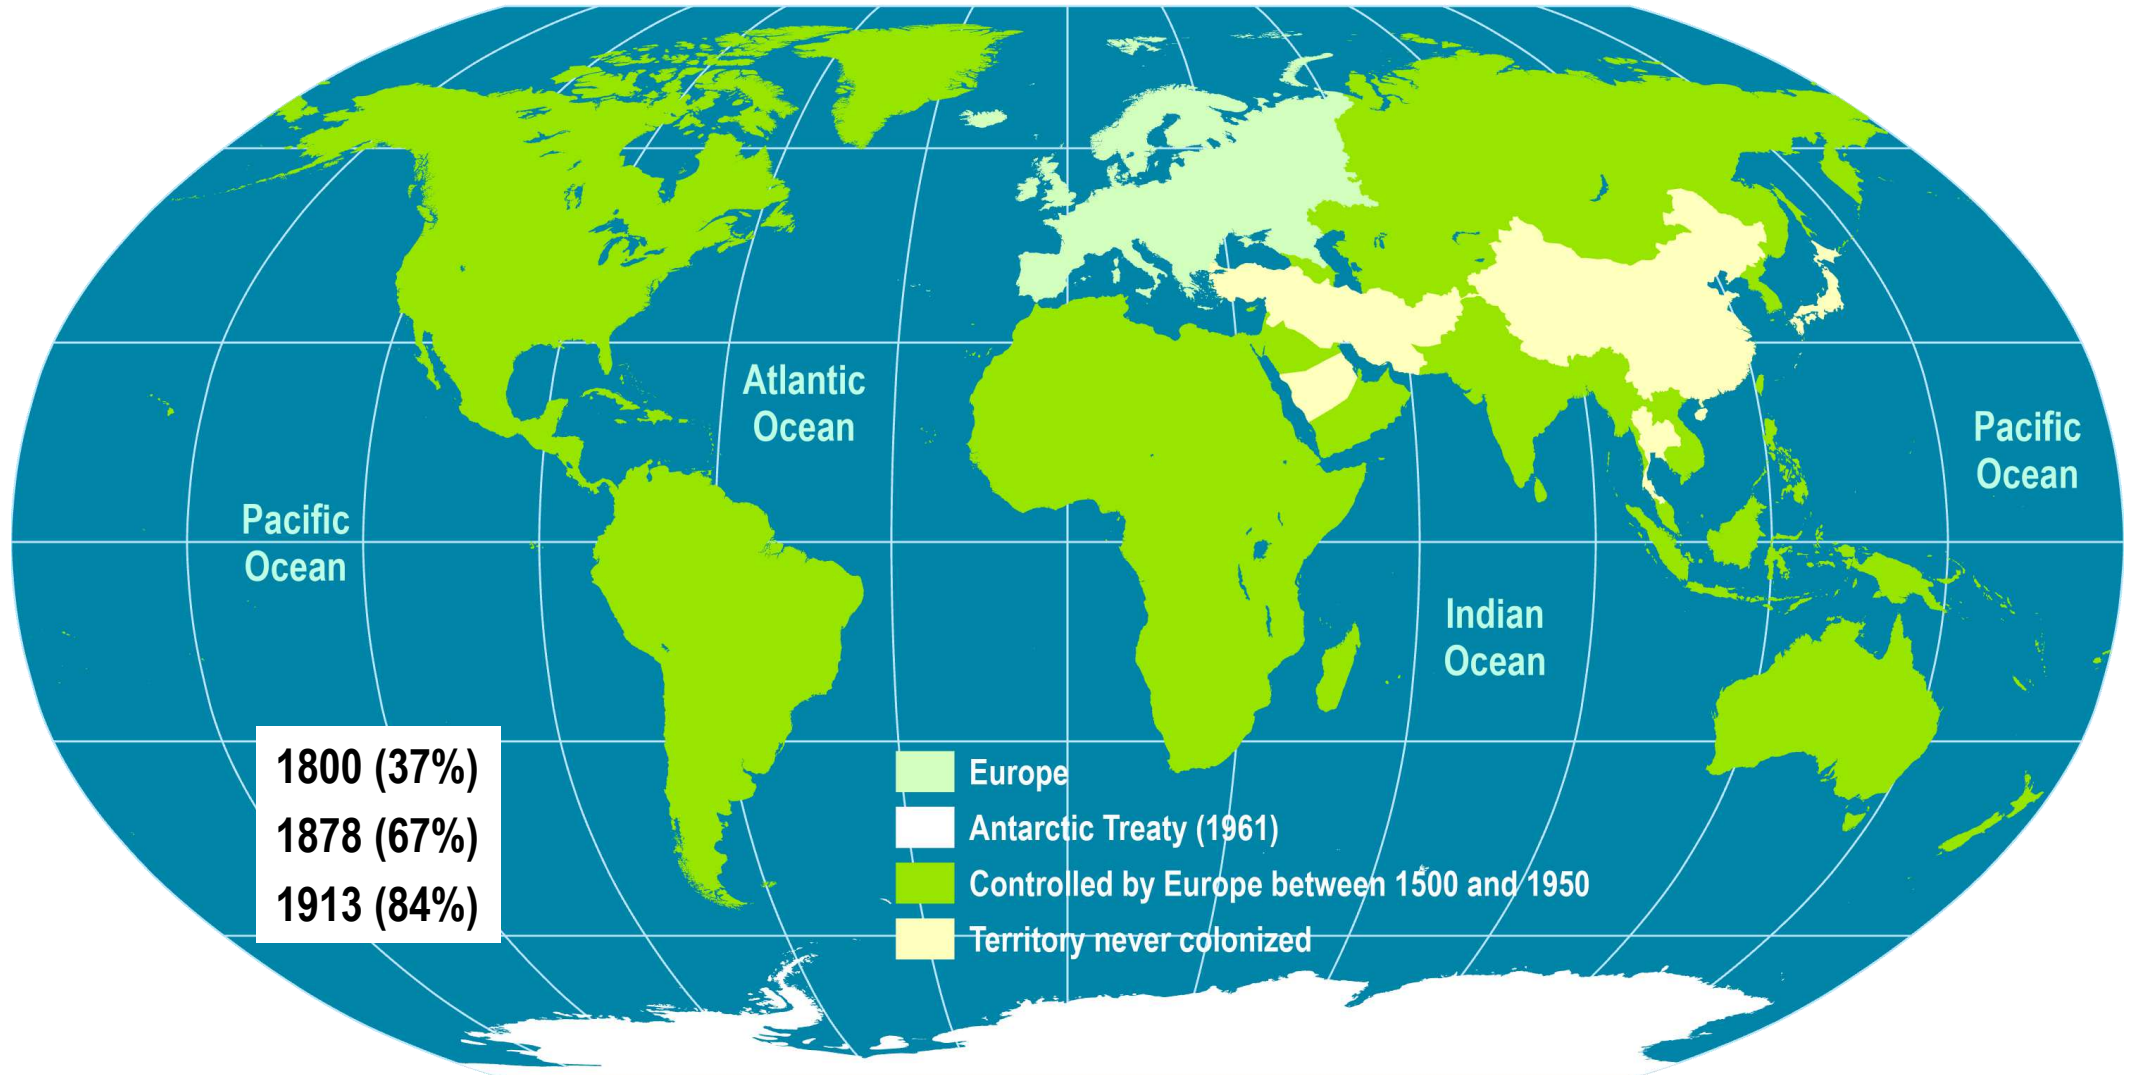 Atlantic
Ocean
Pacific
Ocean
Pacific
Ocean
Indian
Ocean
1800 (37%)
1878 (67%)
1913 (84%)
Europe
Antarctic Treaty (1961)
Controlled by Europe between 1500 and 1950
Territory never colonized